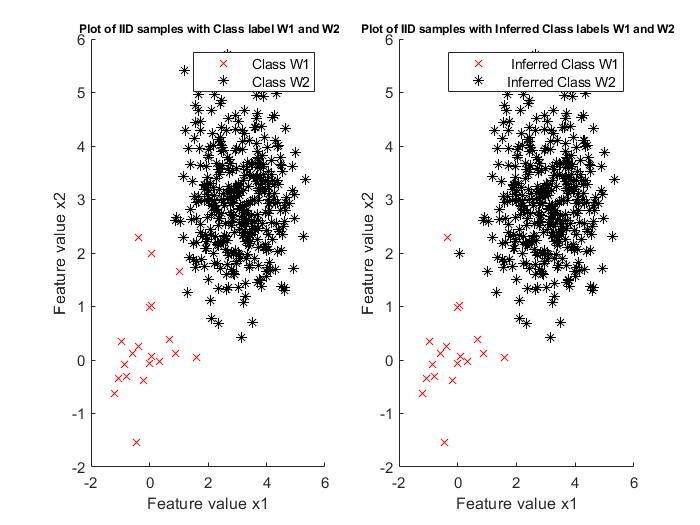 Plot of IID samples with Class label W1 and W2
Class W1
Class W2
6
5
4
3
2
1
0
-1
-2
Feature value x2
-2 0 2 4 6
Feature value x1
Plot of IID samples with Inferred Class labels W1 and W2
Inferred Class W1
Inferred Class W2
6
5
4
3
2
1
0
-1
-2
Feature value x2
-2 0 2 4 6
Feature value x1